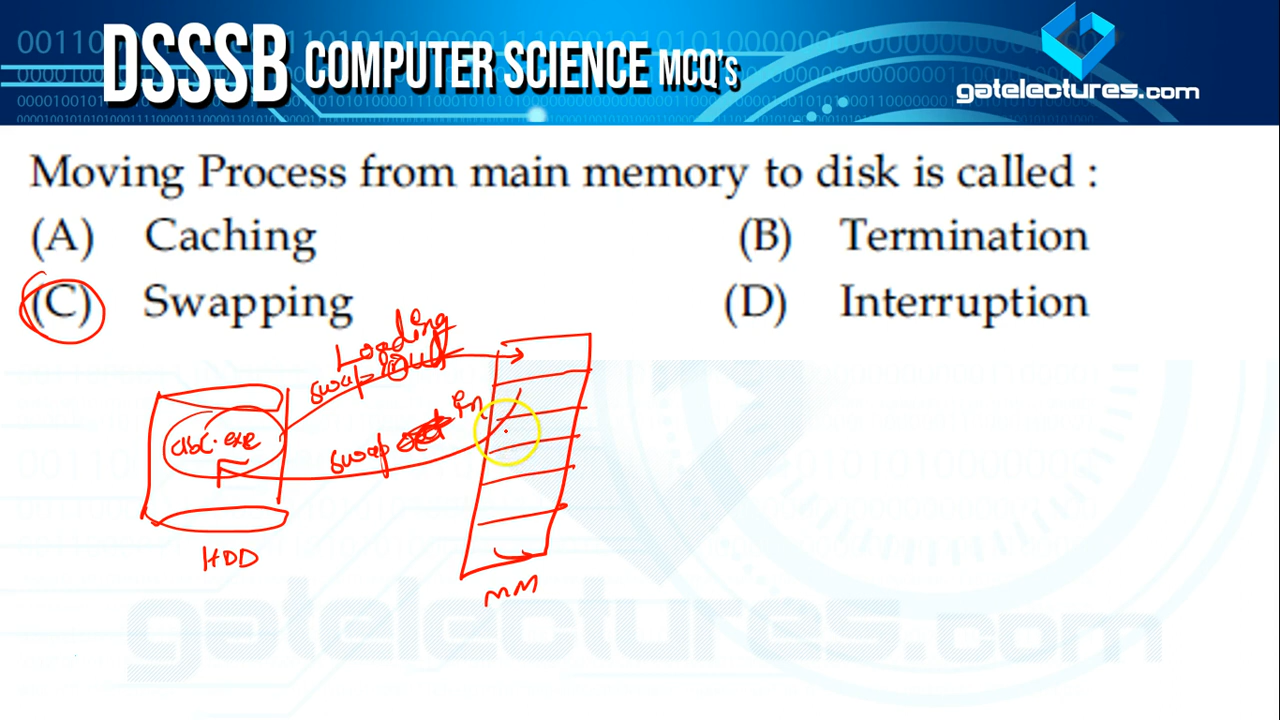 DSSSB COMPUTER SCIENCE MCQ's
gatelectures.com
Moving Process from main memory to disk is called :
(A) Caching (B) Termination
(C) Swapping (D) Interruption
Loading
swap-out
abc.exe
swap in
HDD
MM
gatelectures.com